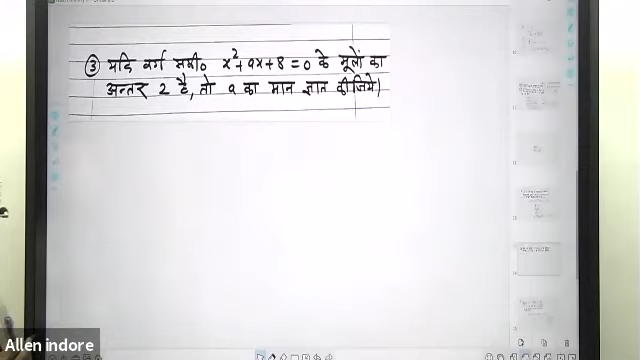 ③ यदि वर्ग समी० x²+ax+8=0 के मूलों का
अन्तर 2 है, तो a का मान ज्ञात कीजिये।
Allen indore